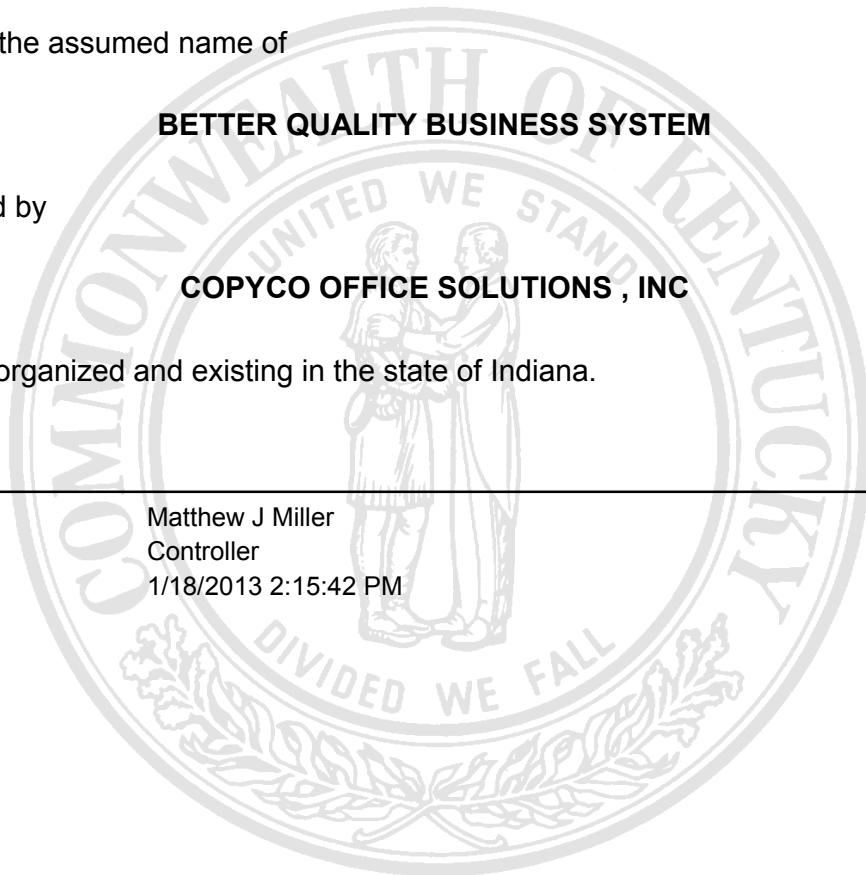 the assumed name of
BETTER QUALITY BUSINESS SYSTEM
d by
COPYCO OFFICE SOLUTIONS , INC
organized and existing in the state of Indiana.
Matthew J Miller
Controller
1/18/2013 2:15:42 PM
COMMONWEALTH OF KENTUCKY
UNITED WE STAND
DIVIDED WE FALL